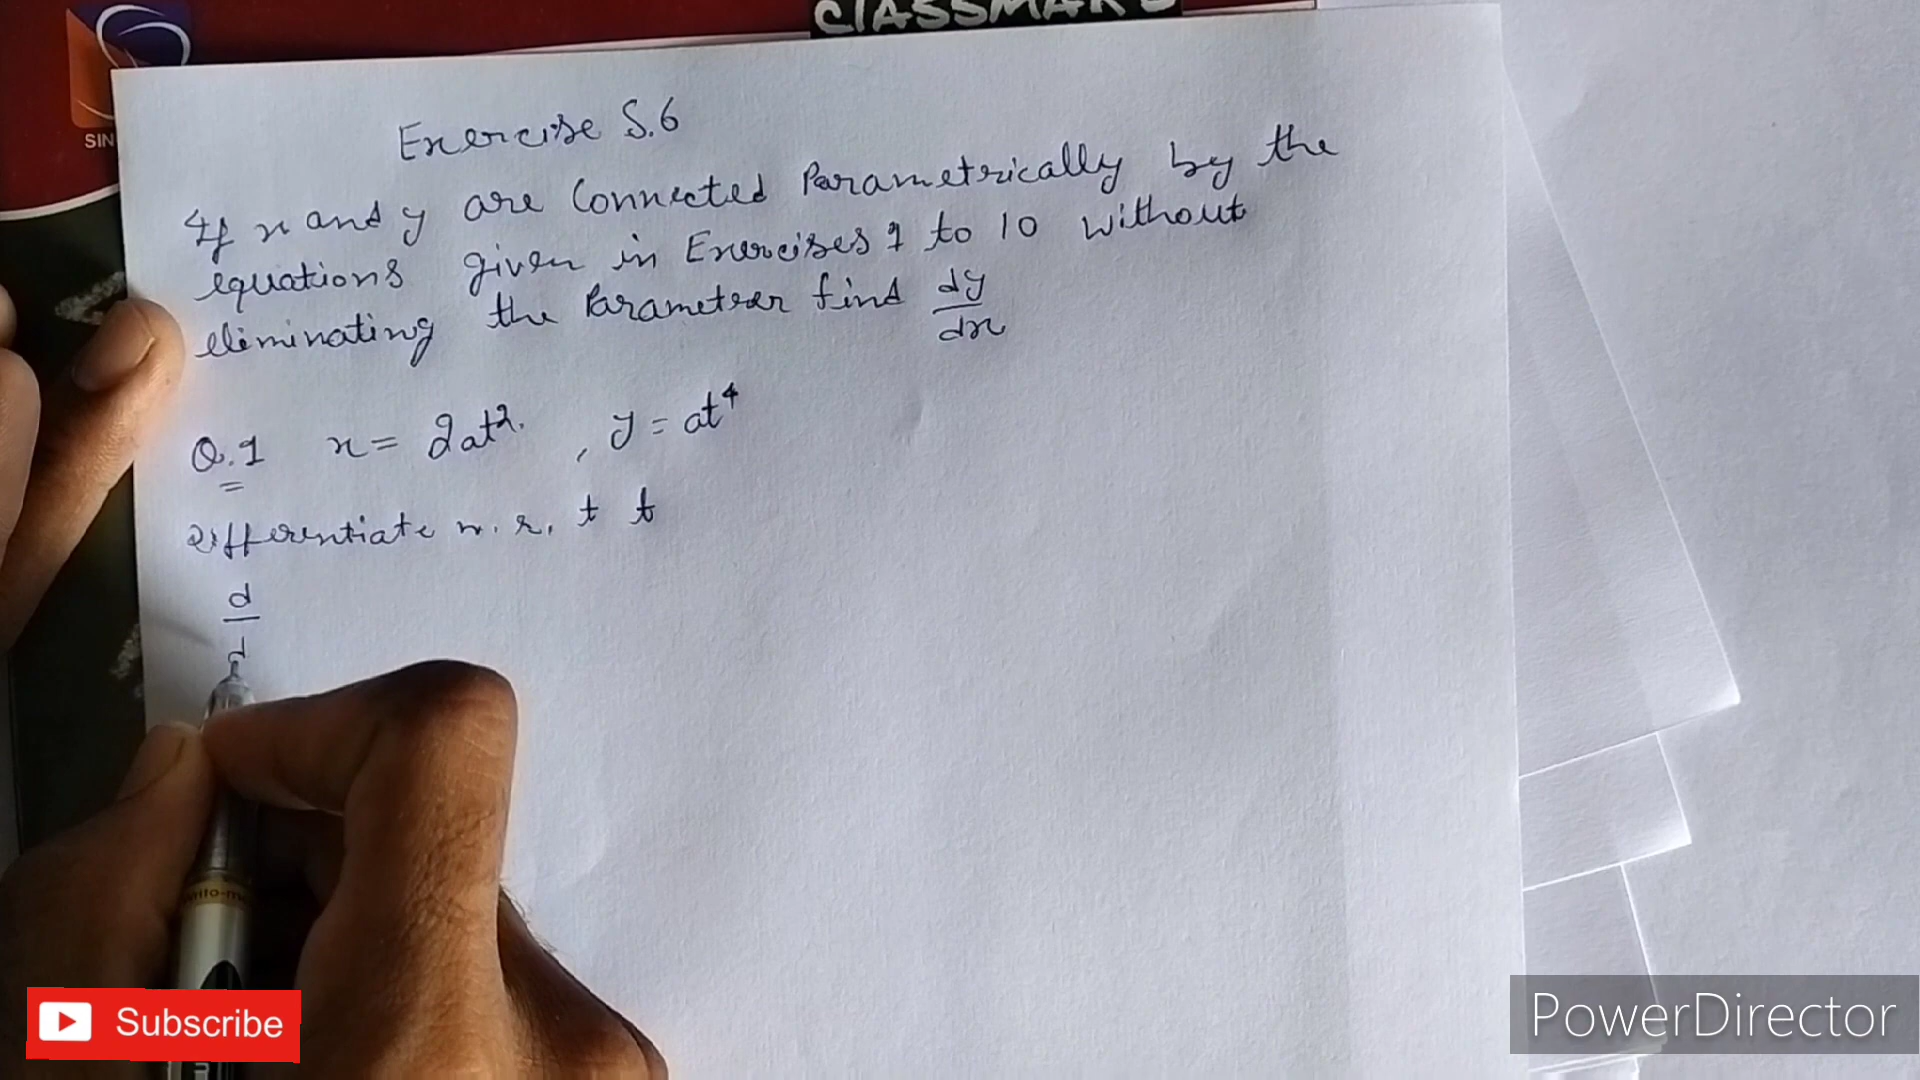 CLASSMATE
SIN
Exercise 5.6
If x and y are Connected Parametrically by the
equations given in Exercises 1 to 10 without
eliminating the Parameter find dy
dx
Q.1 x = 2at². , y = at⁴
Differentiate w. r. t t
d
d
Subscribe
PowerDirector